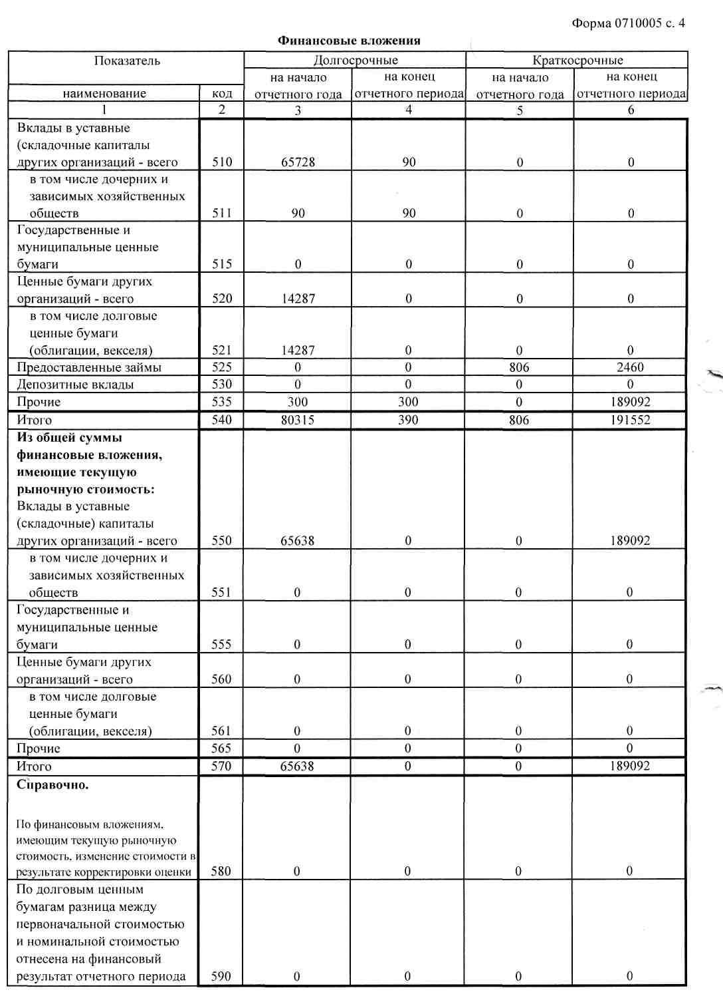 Форма 0710005 с. 4
Финансовые вложения
Показатель Долгосрочные Краткосрочные
на начало на конец на начало на конец
наименование код отчетного года отчетного периода отчетного года отчетного периода
1 2 3 4 5 6
Вклады в уставные
(складочные капиталы
других организаций - всего 510 65728 90 0 0
в том числе дочерних и
зависимых хозяйственных
обществ 511 90 90 0 0
Государственные и
муниципальные ценные
бумаги 515 0 0 0 0
Ценные бумаги других
организаций - всего 520 14287 0 0 0
в том числе долговые
ценные бумаги
(облигации, векселя) 521 14287 0 0 0
Предоставленные займы 525 0 0 806 2460
Депозитные вклады 530 0 0 0 0
Прочие 535 300 300 0 189092
Итого 540 80315 390 806 191552
Из общей суммы
финансовые вложения,
имеющие текущую
рыночную стоимость:
Вклады в уставные
(складочные) капиталы
других организаций - всего 550 65638 0 0 189092
в том числе дочерних и
зависимых хозяйственных
обществ 551 0 0 0 0
Государственные и
муниципальные ценные
бумаги 555 0 0 0 0
Ценные бумаги других
организаций - всего 560 0 0 0 0
в том числе долговые
ценные бумаги
(облигации, векселя) 561 0 0 0 0
Прочие 565 0 0 0 0
Итого 570 65638 0 0 189092
Справочно.
По финансовым вложениям,
имеющим текущую рыночную
стоимость, изменение стоимости в
результате корректировки оценки 580 0 0 0 0
По долговым ценным
бумагам разница между
первоначальной стоимостью
и номинальной стоимостью
отнесена на финансовый
результат отчетного периода 590 0 0 0 0